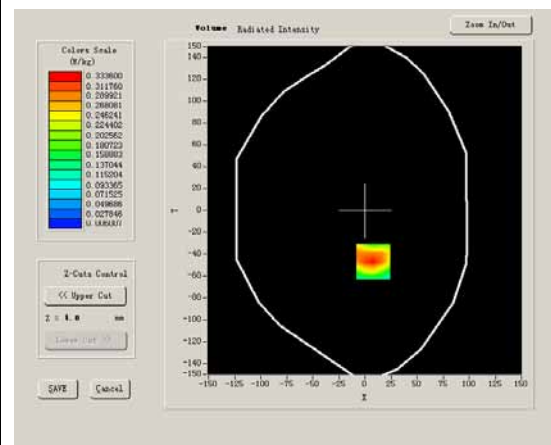 Volume Radiated Intensity
Zoom In/Out
Colors Scale
(W/kg)
0.333600
0.311760
0.289921
0.268081
0.246241
0.224402
0.202562
0.180723
0.158883
0.137044
0.115204
0.093365
0.071525
0.049686
0.027846
0.006007
Z-Cuts Control
<< Upper Cut
Z = 4.0 mm
Lower Cut >>
SAVE Cancel
150
140
120
100
80
60
40
20
0
-20
-40
-60
-80
-100
-120
-140
-150
Y
-150 -125 -100 -75 -50 -25 0 25 50 75 100 125 150
X